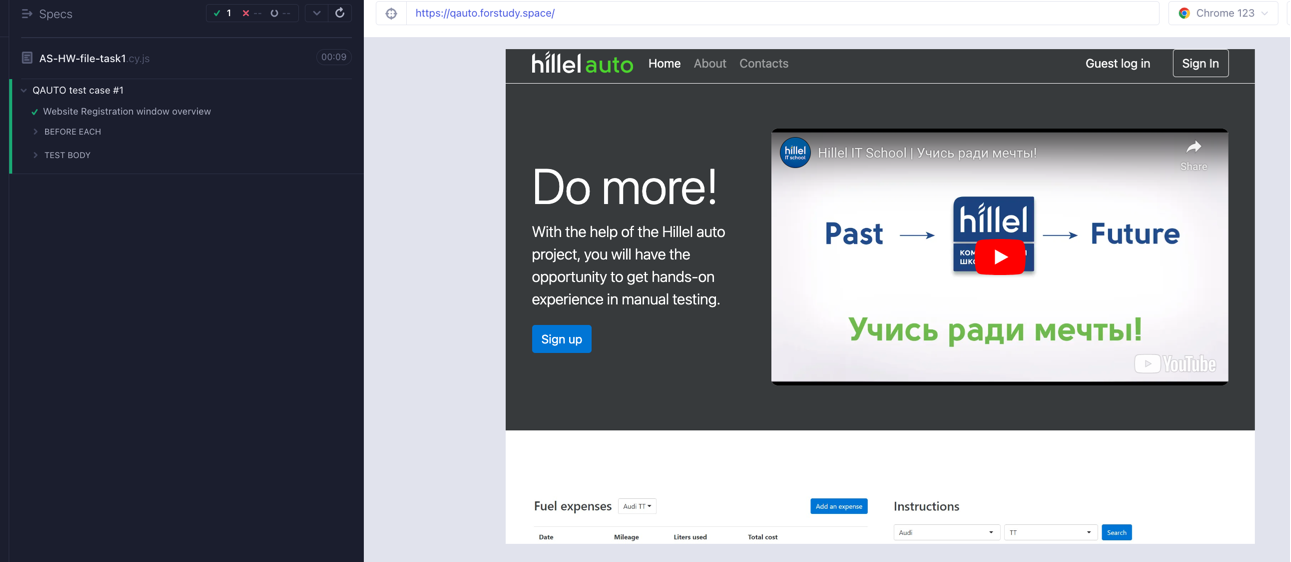 Specs
1
--
--
https://qauto.forstudy.space/
Chrome 123
AS-HW-file-task1.cy.js
00:09
QAUTO test case #1
Website Registration window overview
BEFORE EACH
TEST BODY
hillel auto
Home
About
Contacts
Guest log in
Sign In
Do more!
With the help of the Hillel auto
project, you will have the
opportunity to get hands-on
experience in manual testing.
Sign up
hillel
IT school
Hillel IT School | Учись ради мечты!
Share
Past
hillel
Future
Учись ради мечты!
YouTube
Fuel expenses
Audi TT
Add an expense
Date
Mileage
Liters used
Total cost
Instructions
Audi
TT
Search